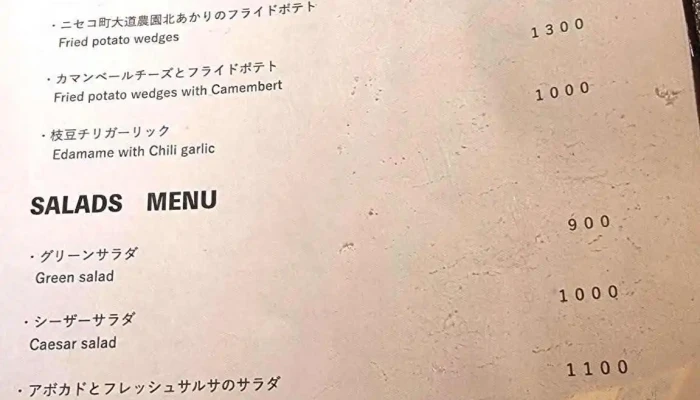 ・ニセコ町大道農園北あかりのフライドポテト
Fried potato wedges
1300
・カマンベールチーズとフライドポテト
Fried potato wedges with Camembert
1000
・枝豆チリガーリック
Edamame with Chili garlic
SALADS MENU
900
・グリーンサラダ
Green salad
1000
・シーザーサラダ
Caesar salad
1100
・アボカドとフレッシュサルサのサラダ